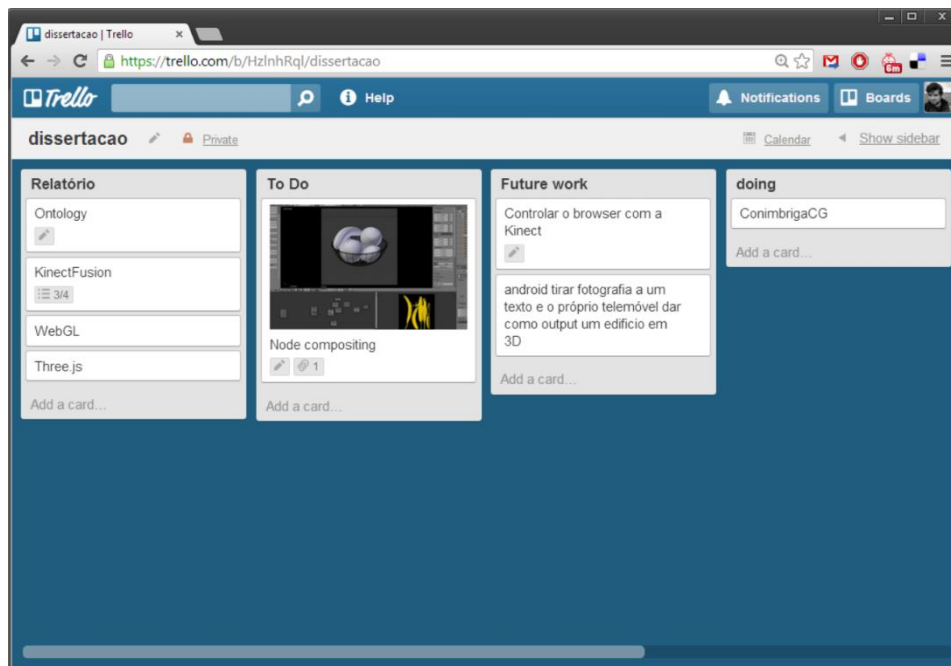 dissertacao | Trello
https://trello.com/b/HzlnhRql/dissertacao
6m
Trello
Help
Notifications
Boards
dissertacao
Private
Calendar
Show sidebar
Relatório
Ontology
KinectFusion
3/4
WebGL
Three.js
Add a card...
To Do
Node compositing
1
Add a card...
Future work
Controlar o browser com a
Kinect
android tirar fotografia a um
texto e o próprio telemóvel dar
como output um edificio em
3D
Add a card...
doing
ConimbrigaCG
Add a card...